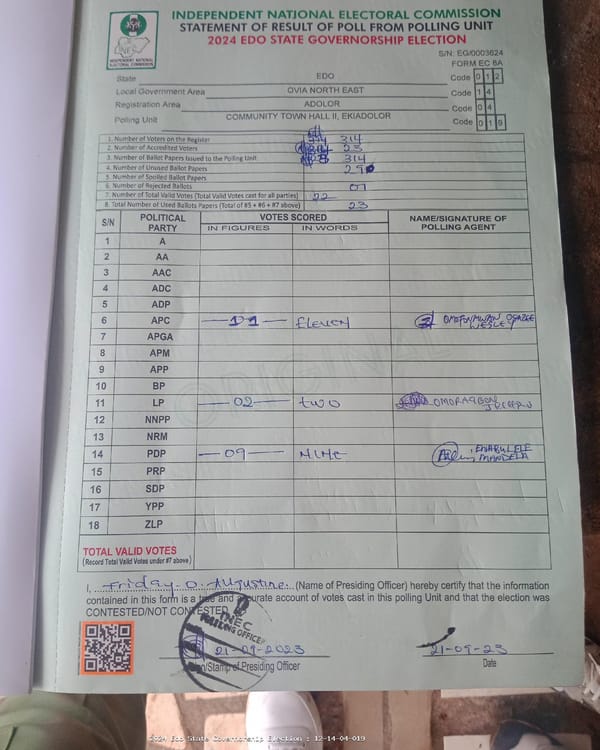 INDEPENDENT NATIONAL ELECTORAL COMMISSION
STATEMENT OF RESULT OF POLL FROM POLLING UNIT
2024 EDO STATE GOVERNORSHIP ELECTION
INEC
INDEPENDENT NATIONAL
ELECTORAL COMMISSION
S/N: EG/0003624
FORM EC 8A
State EDO Code 0 1 2
Local Government Area OVIA NORTH EAST Code 1 4
Registration Area ADOLOR Code 0 4
Polling Unit COMMUNITY TOWN HALL II, EKIADOLOR Code 0 1 9
1. Number of Voters on the Register 314
2. Number of Accredited Voters 23
3. Number of Ballot Papers Issued to the Polling Unit 314
4. Number of Unused Ballot Papers 29
5. Number of Spoiled Ballot Papers
6. Number of Rejected Ballots 01
7. Number of Total Valid Votes (Total Valid Votes cast for all parties) 22
8. Total Number of Used Ballots Papers (Total of #5 + #6 + #7 above) 23
S/N POLITICAL PARTY VOTES SCORED NAME/SIGNATURE OF POLLING AGENT
IN FIGURES IN WORDS
1 A
2 AA
3 AAC
4 ADC
5 ADP
6 APC 11 Eleven WESLEY
7 APGA
8 APM
9 APP
10 BP
11 LP 02 two
12 NNPP
13 NRM
14 PDP 09 NINE MANDELA
15 PRP
16 SDP
17 YPP
18 ZLP
ORIGINAL
TOTAL VALID VOTES
(Record Total Valid Votes under #7 above)
I, Friday O. Augustine (Name of Presiding Officer) hereby certify that the information
contained in this form is a and accurate account of votes cast in this polling Unit and that the election was
CONTESTED/NOT CONTESTED
INEC
POLLING OFFICER
21-09-2023 21-09-23
Sign/Stamp of Presiding Officer Date
2024 Edo State Governorship Election : 12-14-04-019